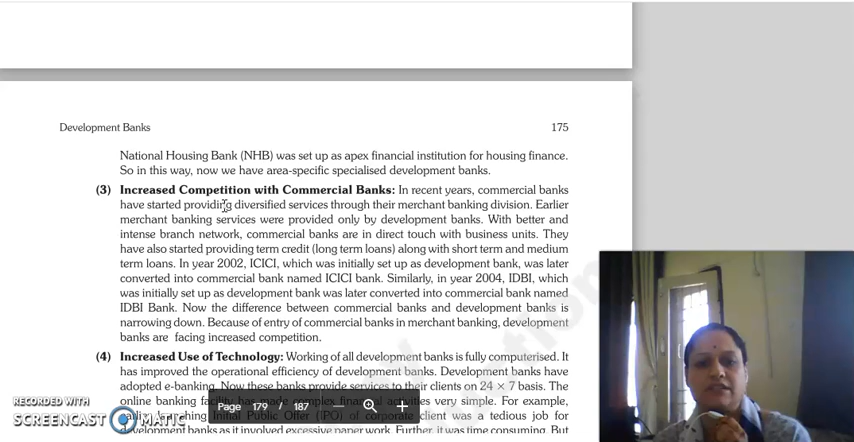 Development Banks 175
National Housing Bank (NHB) was set up as apex financial institution for housing finance.
So in this way, now we have area-specific specialised development banks.
(3) Increased Competition with Commercial Banks: In recent years, commercial banks
have started providing diversified services through their merchant banking division. Earlier
merchant banking services were provided only by development banks. With better and
intense branch network, commercial banks are in direct touch with business units. They
have also started providing term credit (long term loans) along with short term and medium
term loans. In year 2002, ICICI, which was initially set up as development bank, was later
converted into commercial bank named ICICI bank. Similarly, in year 2004, IDBI, which
was initially set up as development bank was later converted into commercial bank named
IDBI Bank. Now the difference between commercial banks and development banks is
narrowing down. Because of entry of commercial banks in merchant banking, development
banks are facing increased competition.
(4) Increased Use of Technology: Working of all development banks is fully computerised. It
has improved the operational efficiency of development banks. Development banks have
adopted e-banking. Now these banks provide services to their clients on 24 × 7 basis. The
online banking facility has made complex financial activities very simple. For example,
launching Initial Public Offer (IPO) of corporate client was a tedious job for
development banks as it involved excessive paper work. Further, it was time consuming. But
Page 179 / 187
RECORDED WITH
SCREENCAST MATIC